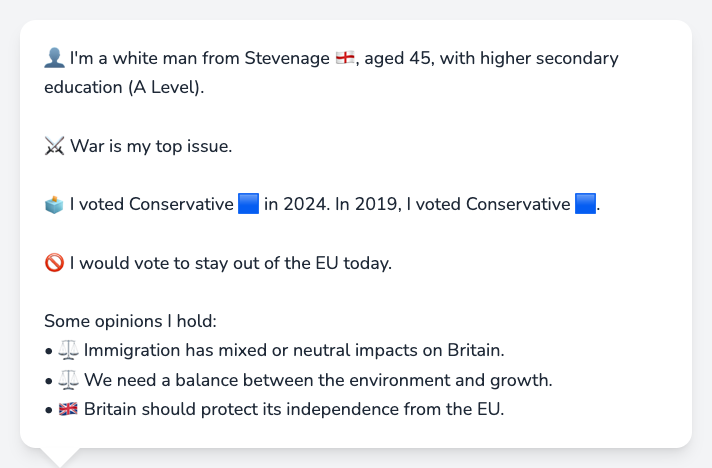 👤 I'm a white man from Stevenage 🏴󠁧󠁢󠁥󠁮󠁧󠁿, aged 45, with higher secondary
education (A Level).
⚔️ War is my top issue.
🗳️ I voted Conservative 🟦 in 2024. In 2019, I voted Conservative 🟦.
🚫 I would vote to stay out of the EU today.
Some opinions I hold:
• ⚖️ Immigration has mixed or neutral impacts on Britain.
• ⚖️ We need a balance between the environment and growth.
• 🇬🇧 Britain should protect its independence from the EU.